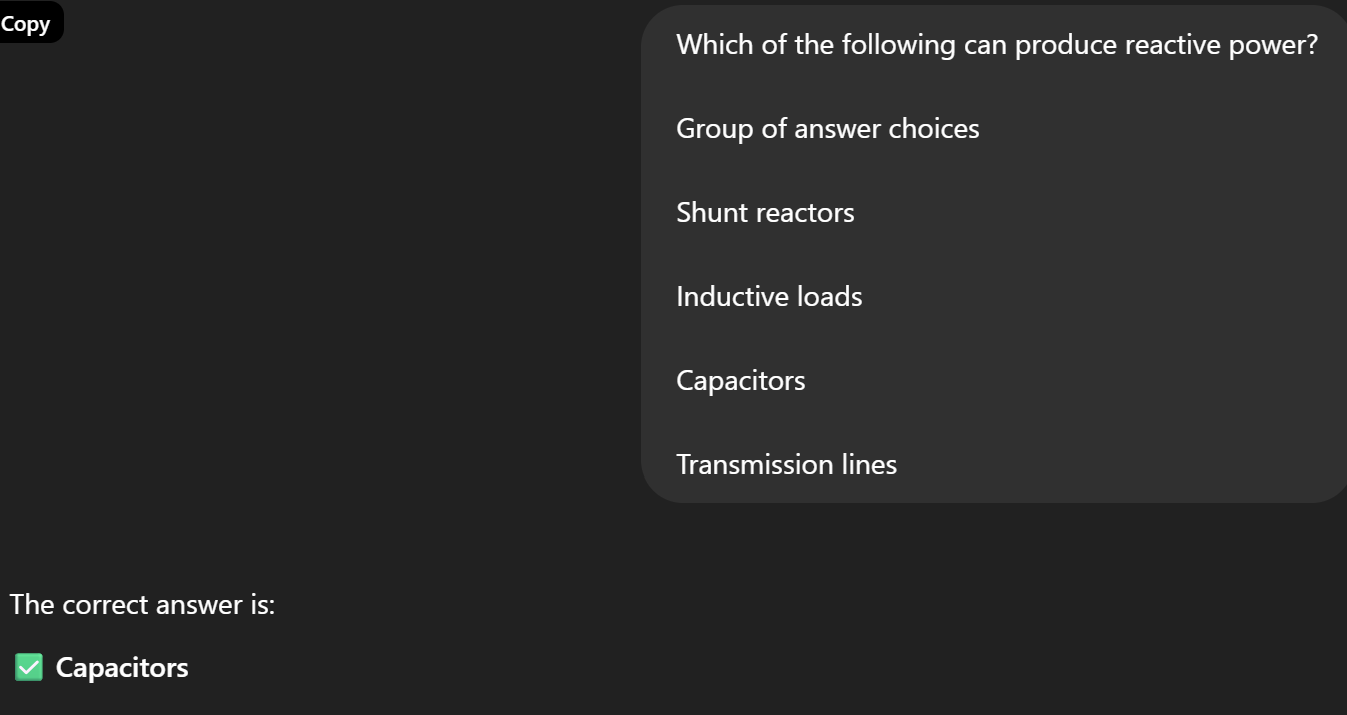 Copy
Which of the following can produce reactive power?
Group of answer choices
Shunt reactors
Inductive loads
Capacitors
Transmission lines
The correct answer is:
✅ Capacitors